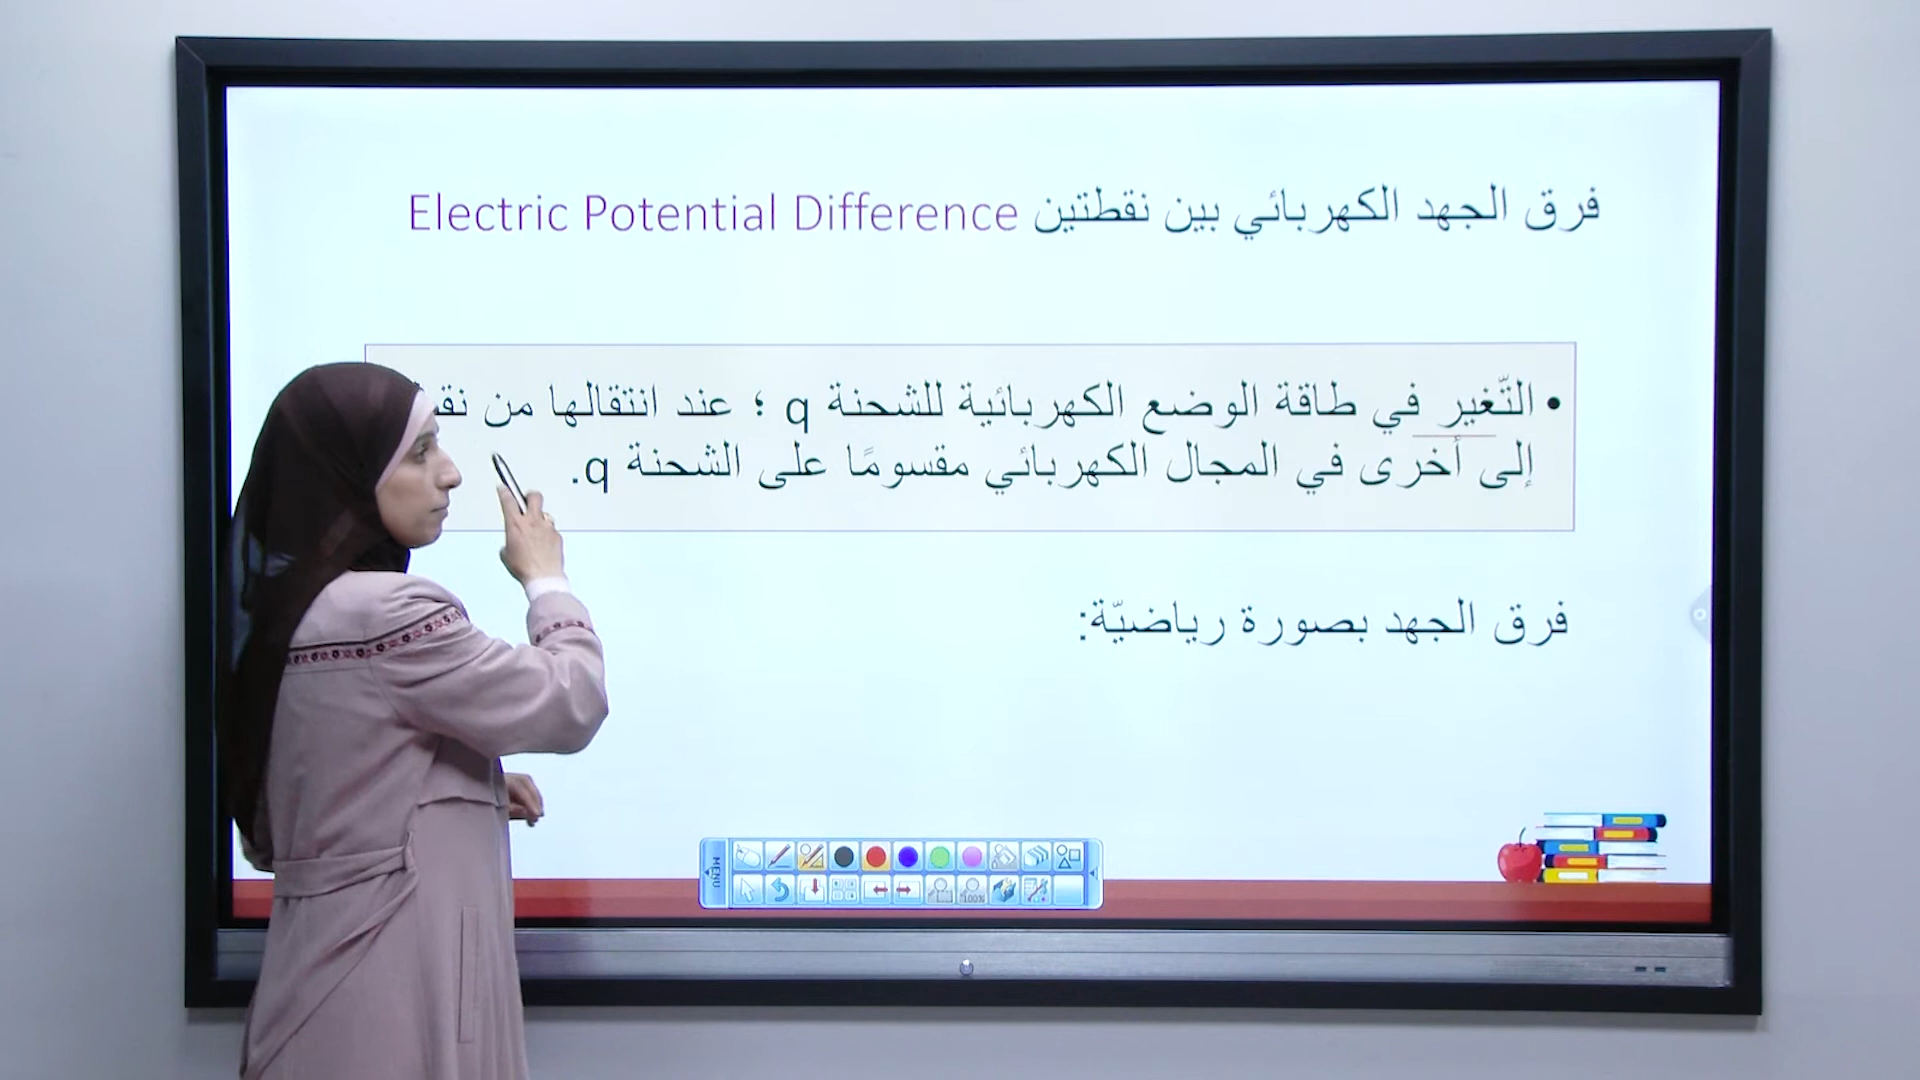 فرق الجهد الكهربائي بين نقطتين Electric Potential Difference
• التّغير في طاقة الوضع الكهربائية للشحنة q ؛ عند انتقالها من
إلى أخرى في المجال الكهربائي مقسومًا على الشحنة q.
فرق الجهد بصورة رياضيّة:
MENU
100%